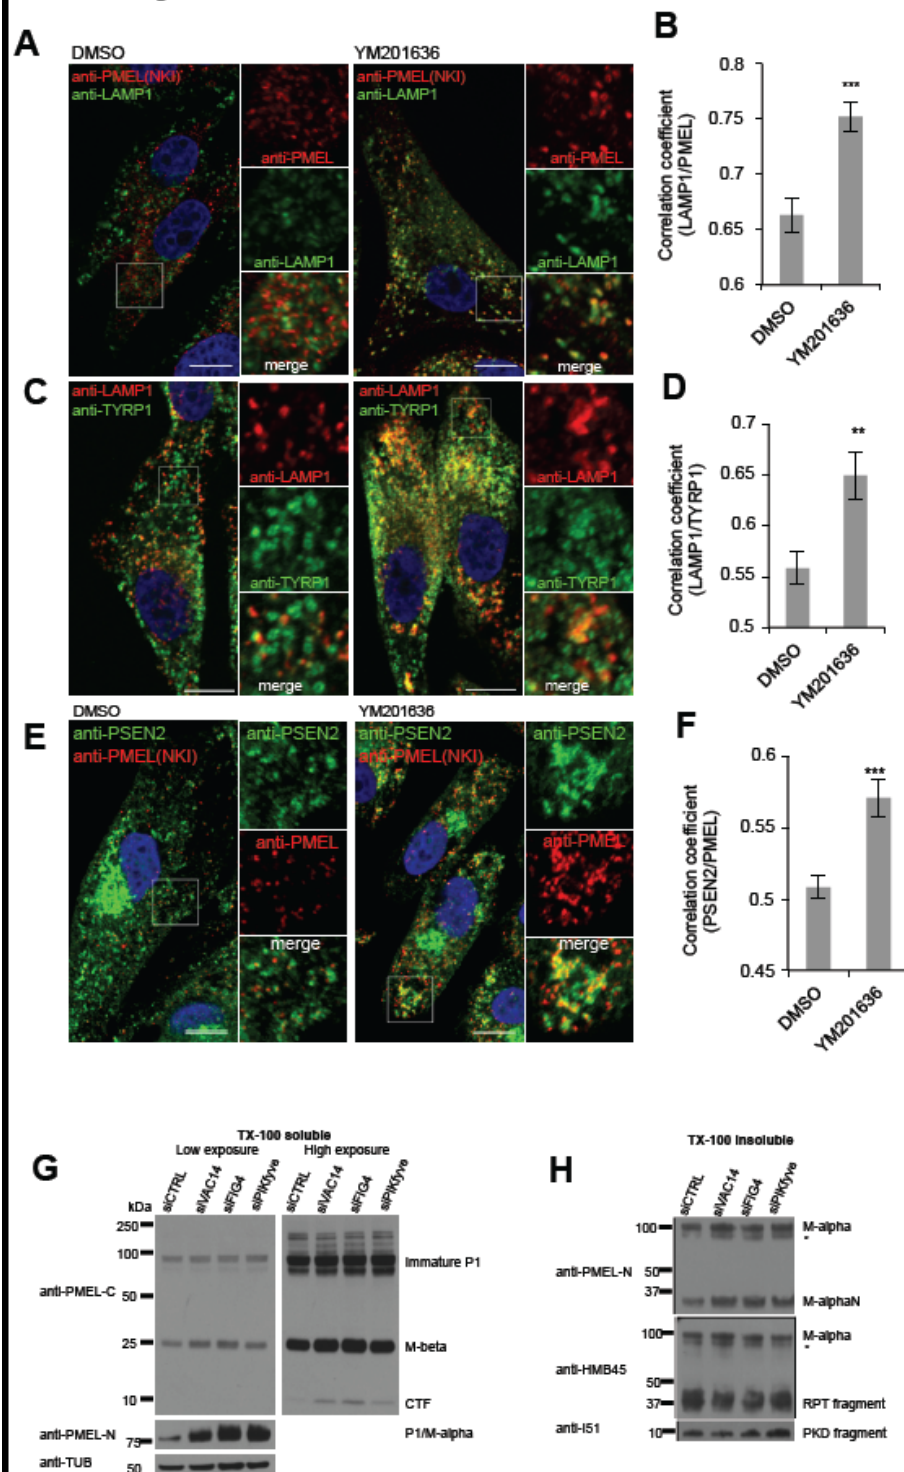 A
DMSO
YM201636
anti-PMEL(NKI)
anti-LAMP1
anti-PMEL
anti-LAMP1
merge
anti-PMEL(NKI)
anti-LAMP1
anti-PMEL
anti-LAMP1
merge
B
Correlation coefficient
(LAMP1/PMEL)
0.8
0.75
0.7
0.65
0.6
***
DMSO
YM201636
C
anti-LAMP1
anti-TYRP1
anti-LAMP1
anti-TYRP1
merge
anti-LAMP1
anti-TYRP1
anti-LAMP1
anti-TYRP1
merge
D
Correlation coefficient
(LAMP1/TYRP1)
0.7
0.65
0.6
0.55
0.5
**
DMSO
YM201636
E
DMSO
YM201636
anti-PSEN2
anti-PMEL(NKI)
anti-PSEN2
anti-PMEL
merge
anti-PSEN2
anti-PMEL(NKI)
anti-PSEN2
anti-PMEL
merge
F
Correlation coefficient
(PSEN2/PMEL)
0.6
0.55
0.5
0.45
***
DMSO
YM201636
G
TX-100 soluble
Low exposure
High exposure
siCTRL
siVAC14
siFIG4
siPIKfyve
siCTRL
siVAC14
siFIG4
siPIKfyve
kDa
250
100
50
25
10
anti-PMEL-C
Immature P1
M-beta
CTF
anti-PMEL-N
75
P1/M-alpha
anti-TUB
50
H
TX-100 insoluble
siCTRL
siVAC14
siFIG4
siPIKfyve
100
M-alpha
*
anti-PMEL-N
50
37
M-alphaN
100
M-alpha
*
anti-HMB45
50
37
RPT fragment
anti-I51
10
PKD fragment